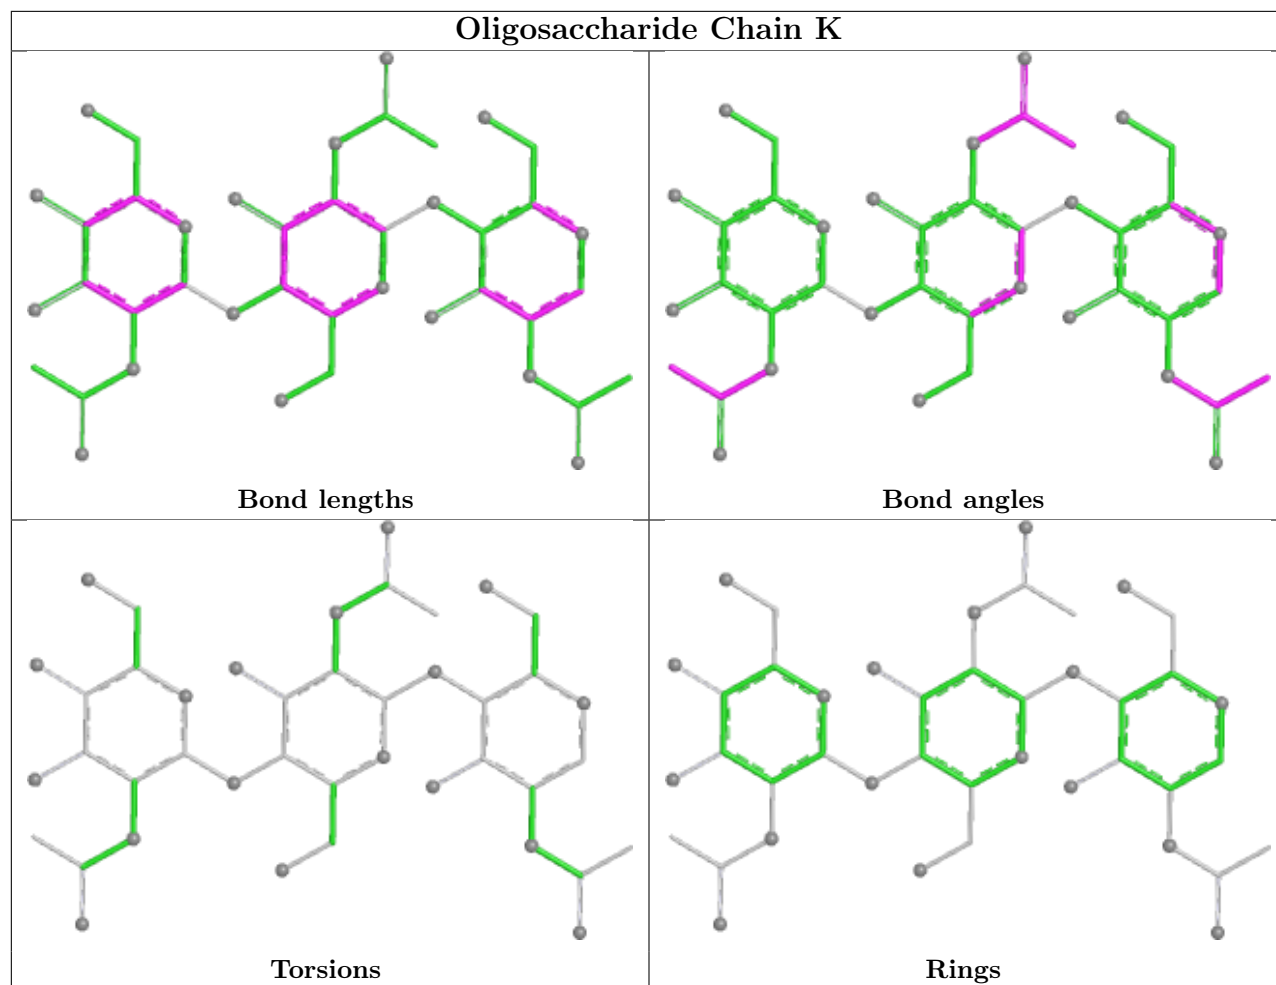 Oligosaccharide Chain K
Bond lengths
Bond angles
Torsions
Rings